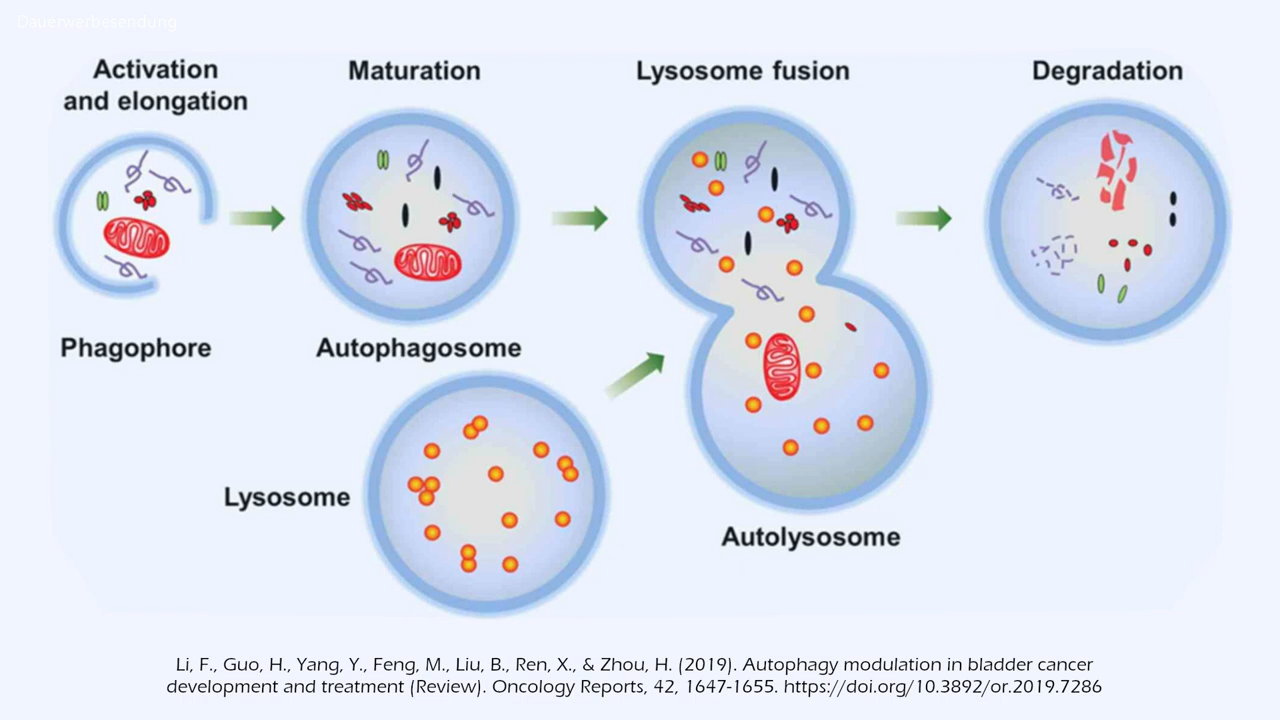 Dauerwerbesendung
Activation
and elongation
Maturation
Lysosome fusion
Degradation
Phagophore
Autophagosome
Lysosome
Autolysosome
Li, F., Guo, H., Yang, Y., Feng, M., Liu, B., Ren, X., & Zhou, H. (2019). Autophagy modulation in bladder cancer
development and treatment (Review). Oncology Reports, 42, 1647-1655. https://doi.org/10.3892/or.2019.7286